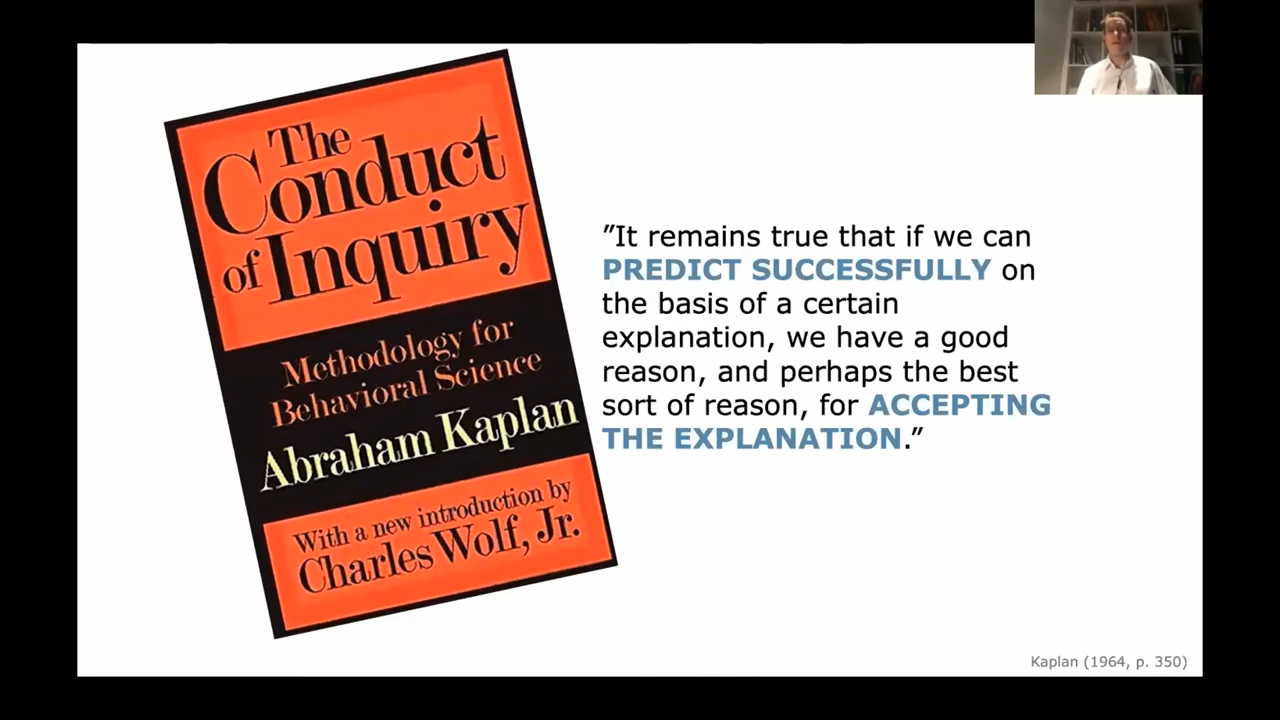 The
Conduct
of Inquiry
Methodology for
Behavioral Science
Abraham Kaplan
With a new introduction by
Charles Wolf, Jr.
”It remains true that if we can
PREDICT SUCCESSFULLY on
the basis of a certain
explanation, we have a good
reason, and perhaps the best
sort of reason, for ACCEPTING
THE EXPLANATION.”
Kaplan (1964, p. 350)